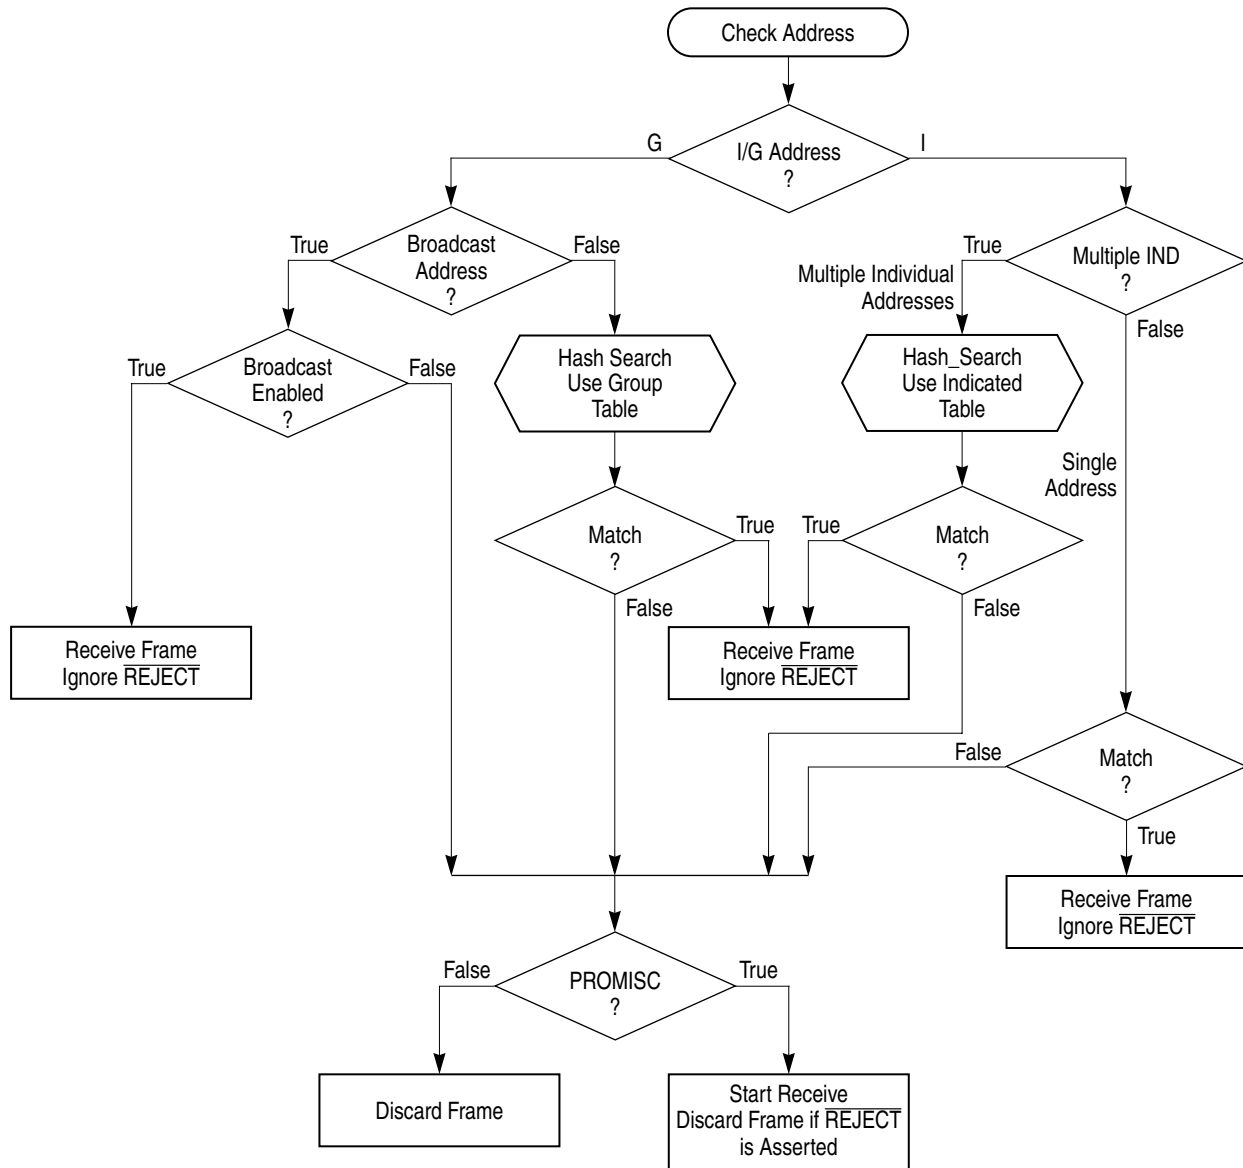 Check Address
G
I/G Address
?
I
True
Broadcast
Address
?
False
True
Multiple IND
?
Multiple Individual
Addresses
False
True
Broadcast
Enabled
?
False
Hash Search
Use Group
Table
Hash_Search
Use Indicated
Table
Single
Address
Match
?
True
False
True
Match
?
False
Receive Frame
Ignore REJECT
Receive Frame
Ignore REJECT
False
Match
?
True
Receive Frame
Ignore REJECT
False
PROMISC
?
True
Discard Frame
Start Receive
Discard Frame if REJECT
is Asserted